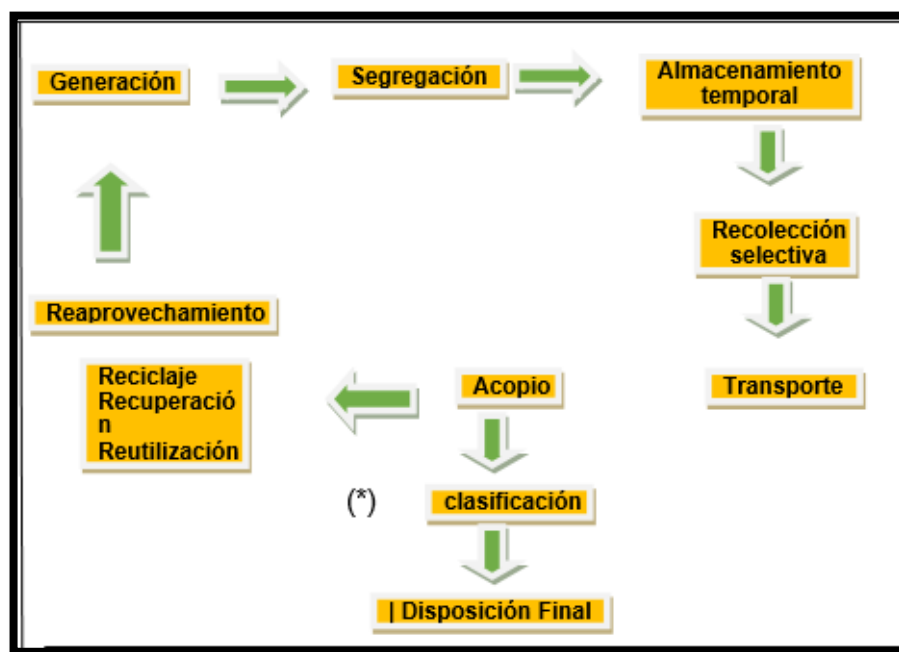 Generación
Segregación
Almacenamiento
temporal
Recolección
selectiva
Reaprovechamiento
Reciclaje
Recuperació
n
Reutilización
Acopio
Transporte
(*)
clasificación
| Disposición Final